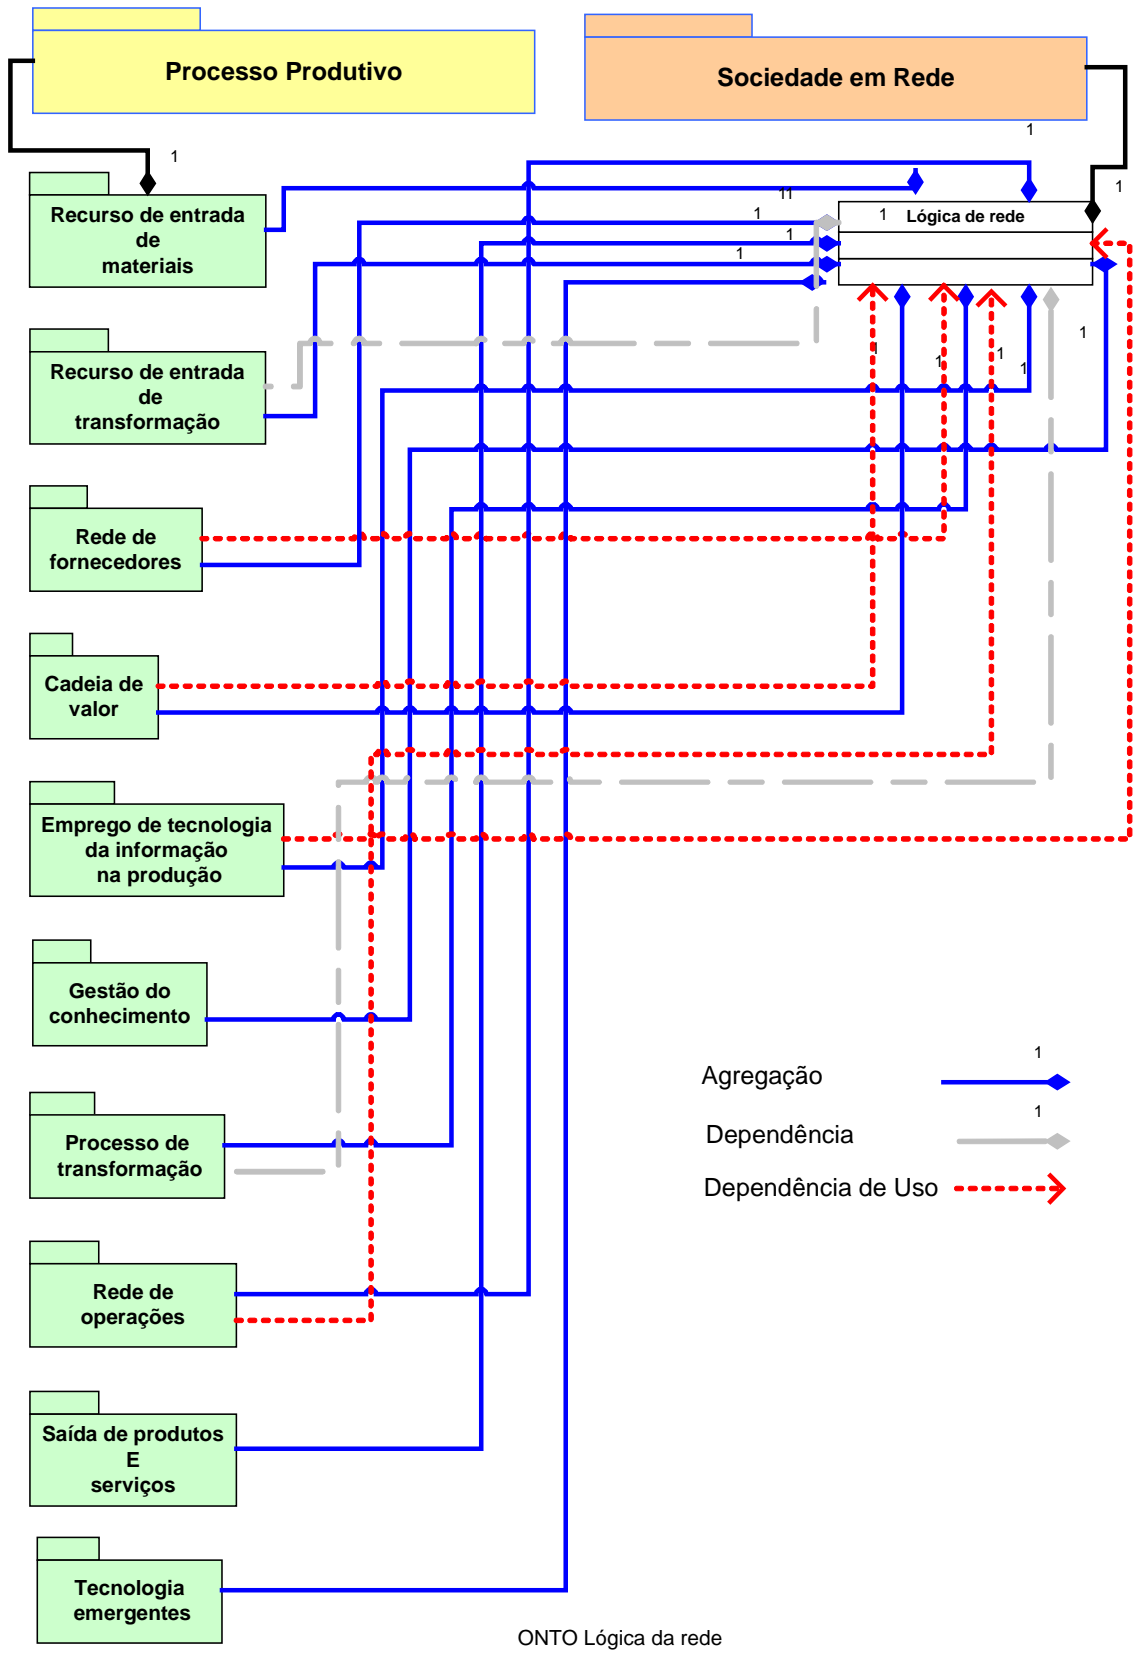 Processo Produtivo
Sociedade em Rede
1
1
1
11
1
1
1
1
Lógica de rede
Recurso de entrada
de
materiais
1
1
1
1
1
Recurso de entrada
de
transformação
1
Rede de
fornecedores
Cadeia de
valor
Emprego de tecnologia
da informação
na produção
Gestão do
conhecimento
1
Agregação
1
Dependência
Dependência de Uso
Processo de
transformação
Rede de
operações
Saída de produtos
E
serviços
Tecnologia
emergentes
ONTO Lógica da rede